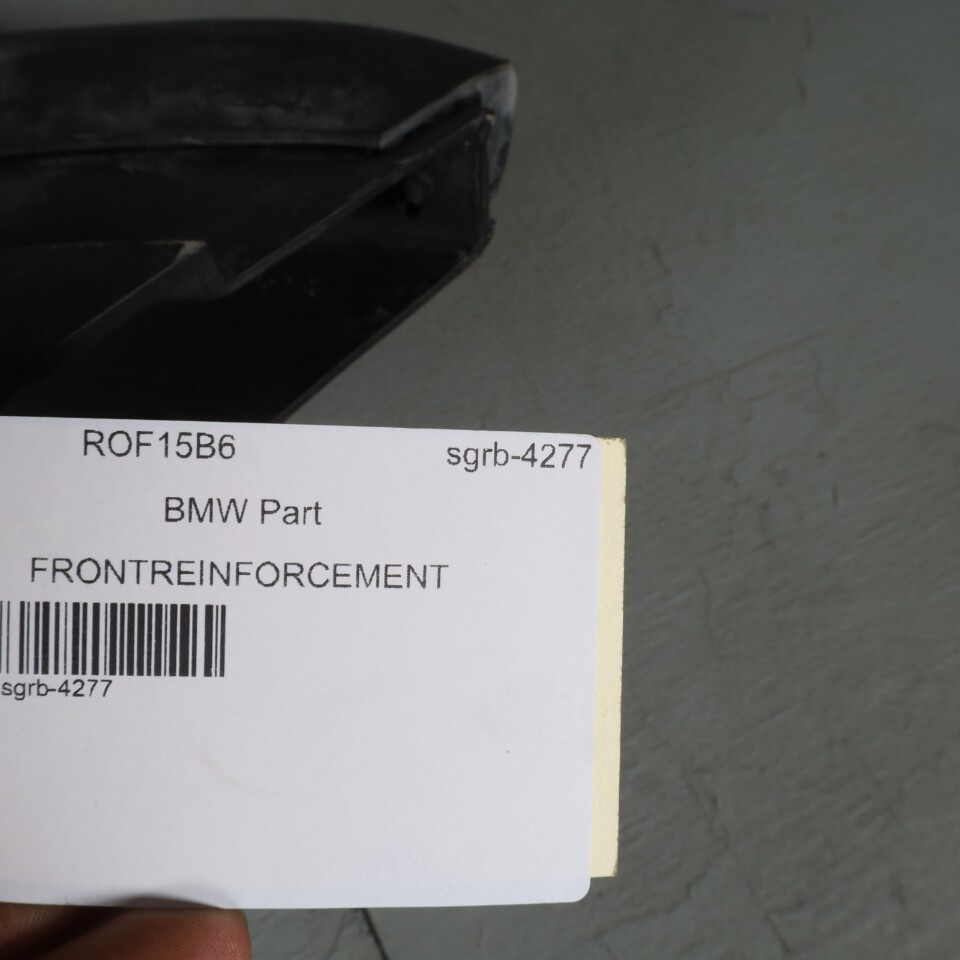 ROF15B6 sgrb-4277
BMW Part
FRONTREINFORCEMENT
sgrb-4277